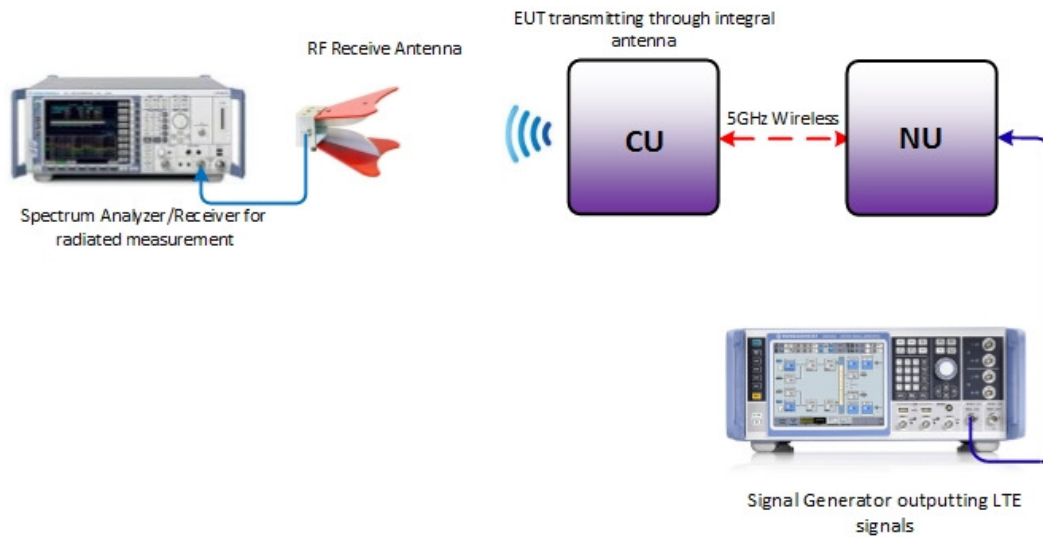 EUT transmitting through integral
antenna
RF Receive Antenna
CU
5GHz Wireless
NU
Spectrum Analyzer/Receiver for
radiated measurement
Signal Generator outputting LTE
signals